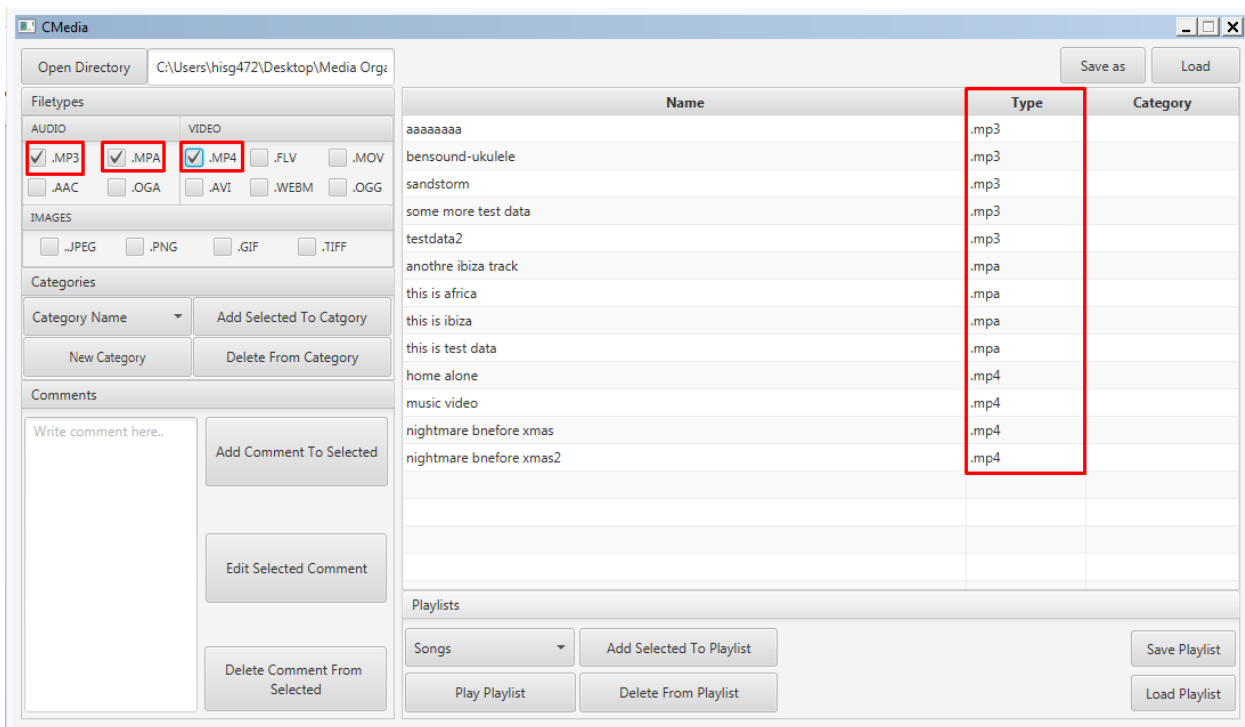 CMedia
Open Directory C:\Users\hisg472\Desktop\Media Orga Save as Load
Filetypes
AUDIO VIDEO
.MP3 .MPA .MP4 .FLV .MOV
.AAC .OGA .AVI .WEBM .OGG
IMAGES
..JPEG .PNG .GIF .TIFF
Categories
Category Name Add Selected To Catgory
New Category Delete From Category
Comments
Write comment here..
Add Comment To Selected
Edit Selected Comment
Delete Comment From
Selected
Name Type Category
aaaaaaaa .mp3
bensound-ukulele .mp3
sandstorm .mp3
some more test data .mp3
testdata2 .mp3
anothre ibiza track .mpa
this is africa .mpa
this is ibiza .mpa
this is test data .mpa
home alone .mp4
music video .mp4
nightmare bnefore xmas .mp4
nightmare bnefore xmas2 .mp4
Playlists
Songs Add Selected To Playlist Save Playlist
Play Playlist Delete From Playlist Load Playlist